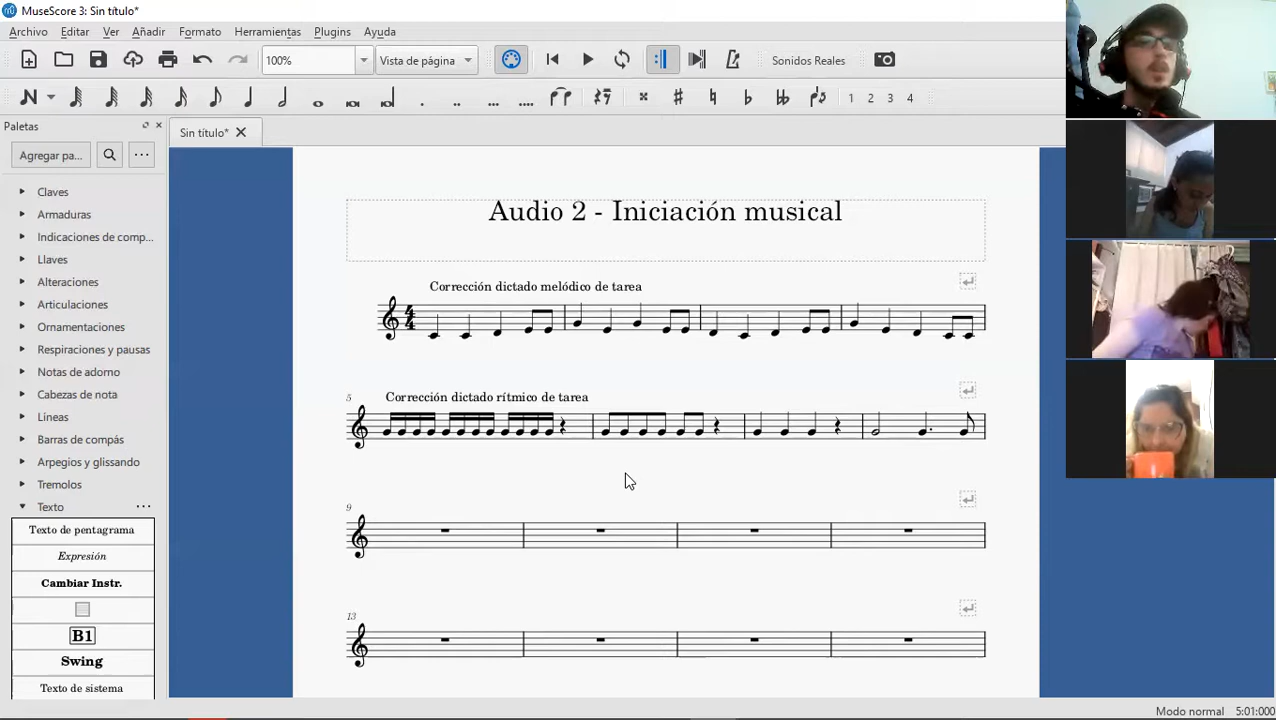 MuseScore 3: Sin título*
Archivo Editar Ver Añadir Formato Herramientas Plugins Ayuda
100% Vista de página Sonidos Reales
1 2 3 4
Paletas
Sin título*
Agregar pa... ...
Claves
Armaduras
Indicaciones de comp...
Llaves
Alteraciones
Articulaciones
Ornamentaciones
Respiraciones y pausas
Notas de adorno
Cabezas de nota
Líneas
Barras de compás
Arpegios y glissando
Tremolos
Texto ...
Texto de pentagrama
Expresión
Cambiar Instr.
B1
Swing
Texto de sistema
Audio 2 - Iniciación musical
Corrección dictado melódico de tarea
4
4
5
Corrección dictado rítmico de tarea
9
13
Modo normal 5:01:000